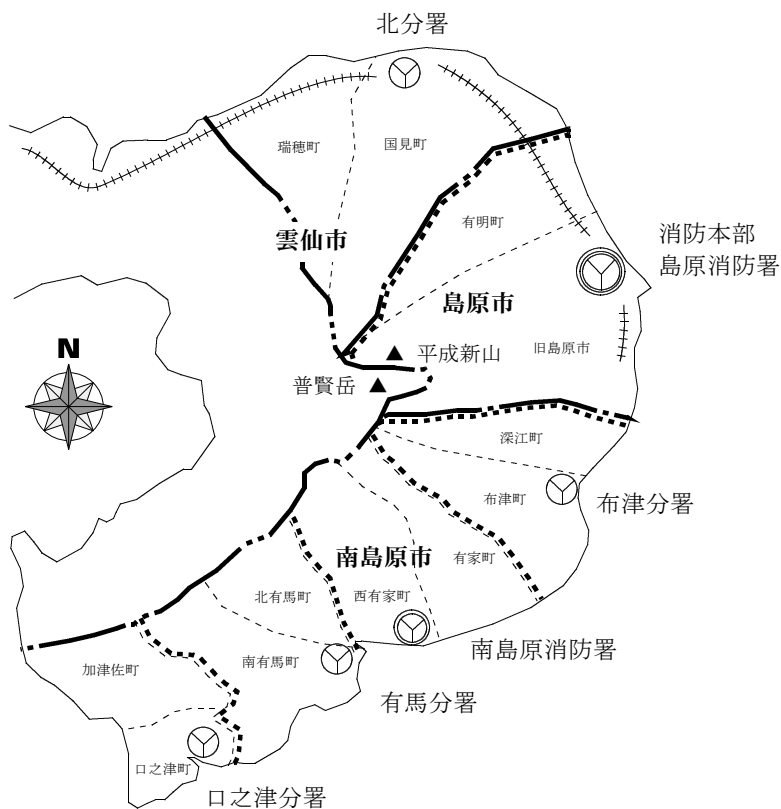 北分署
瑞穂町
国見町
有明町
雲仙市
消防本部
島原消防署
島原市
旧島原市
平成新山
普賢岳
N
深江町
布津町
布津分署
南島原市
有家町
北有馬町
西有家町
南島原消防署
加津佐町
南有馬町
有馬分署
口之津町
口之津分署